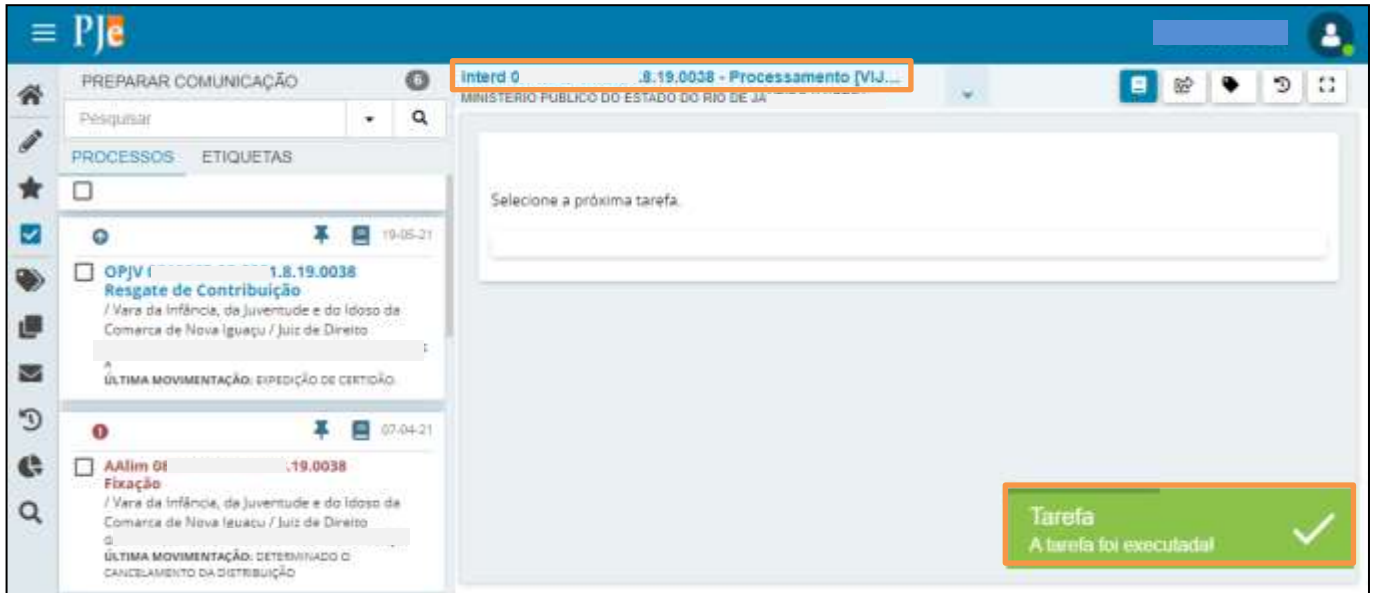 PJe
PREPARAR COMUNICAÇÃO 6
Pesquisar
PROCESSOS ETIQUETAS
19-05-21
OPJV 1.8.19.0038
Resgate de Contribuição
/ Vara da Infância, da Juventude e do Idoso da
Comarca de Nova Iguaçu / Juiz de Direito
A
ÚLTIMA MOVIMENTAÇÃO: EXPEDIÇÃO DE CERTIDÃO.
07-04-21
AAlim .19.0038
Fixação
/ Vara da Infância, da Juventude e do Idoso da
Comarca de Nova Iguaçu / Juiz de Direito
ÚLTIMA MOVIMENTAÇÃO: DETERMINADO O
CANCELAMENTO DA DISTRIBUIÇÃO
Interd 0 .8.19.0038 - Processamento [VIJ...
MINISTERIO PUBLICO DO ESTADO DO RIO DE JA
Selecione a próxima tarefa.
Tarefa
A tarefa foi executada!